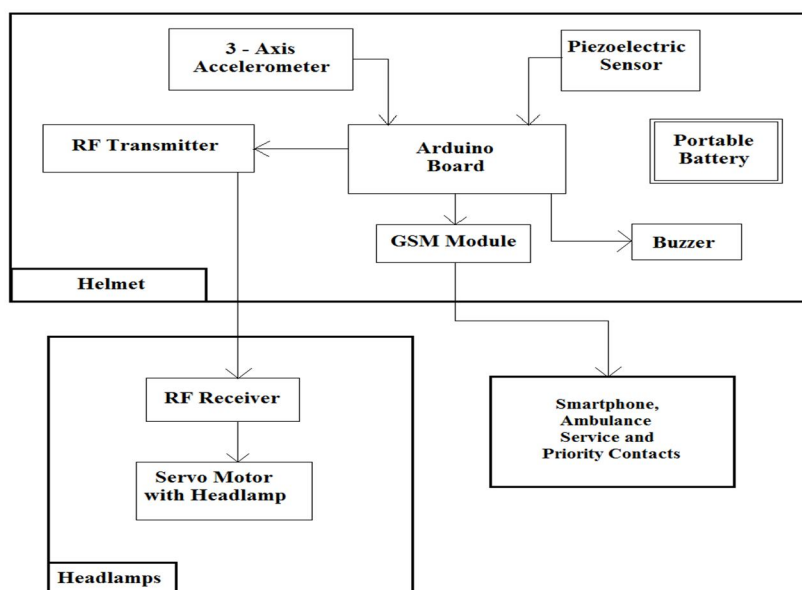 3 - Axis
Accelerometer
Piezoelectric
Sensor
RF Transmitter
Arduino
Board
Portable
Battery
GSM Module
Buzzer
Helmet
RF Receiver
Smartphone,
Ambulance
Service and
Priority Contacts
Servo Motor
with Headlamp
Headlamps